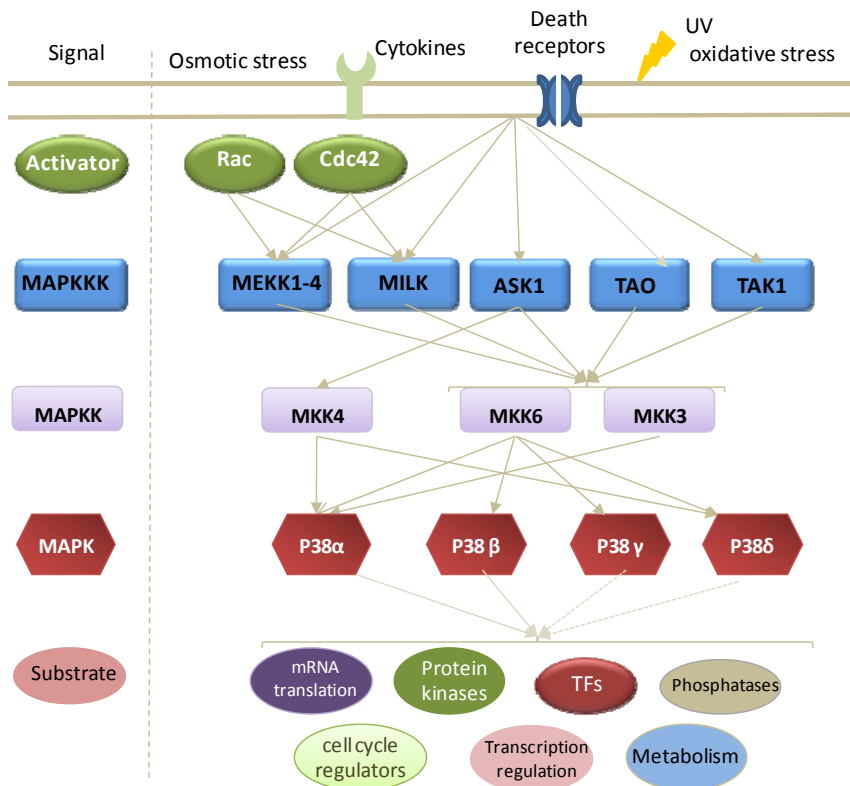 Signal
Osmotic stress
Cytokines
Death
receptors
UV
oxidative stress
Activator
Rac
Cdc42
MAPKKK
MEKK1-4
MILK
ASK1
TAO
TAK1
MAPKK
MKK4
MKK6
MKK3
MAPK
P38α
P38 β
P38 γ
P38δ
Substrate
mRNA
translation
Protein
kinases
TFs
Phosphatases
cell cycle
regulators
Transcription
regulation
Metabolism